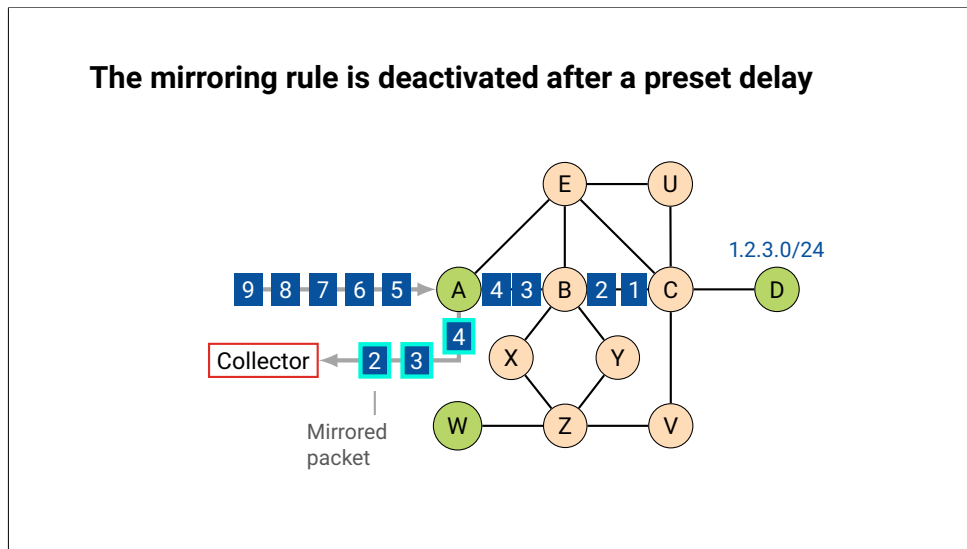 The mirroring rule is deactivated after a preset delay
E
U
1.2.3.0/24
9 8 7 6 5 A 4 3 B 2 1 C D
4
Collector 2 3 X Y
Mirrored
packet
W Z V